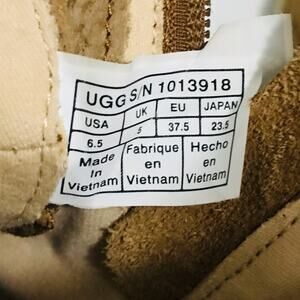 UGG S/N 1013918
USA UK EU JAPAN
6.5 5 37.5 23.5
Made Fabrique Hecho
In en en
Vietnam Vietnam Vietnam